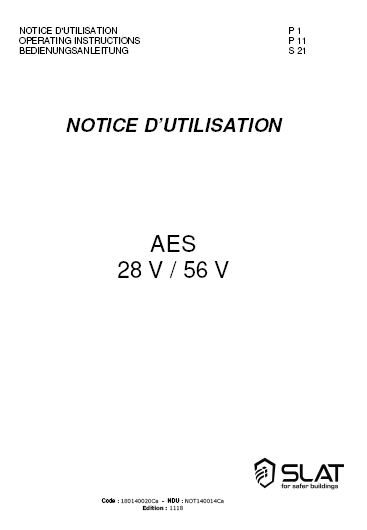 NOTICE D'UTILISATION P 1
OPERATING INSTRUCTIONS P 11
BEDIENUNGSANLEITUNG S 21
NOTICE D'UTILISATION
AES
28 V / 56 V
SLAT
for safer buildings
Code : 180140020Ca - NDU : NOT140014Ca
Edition : 1118